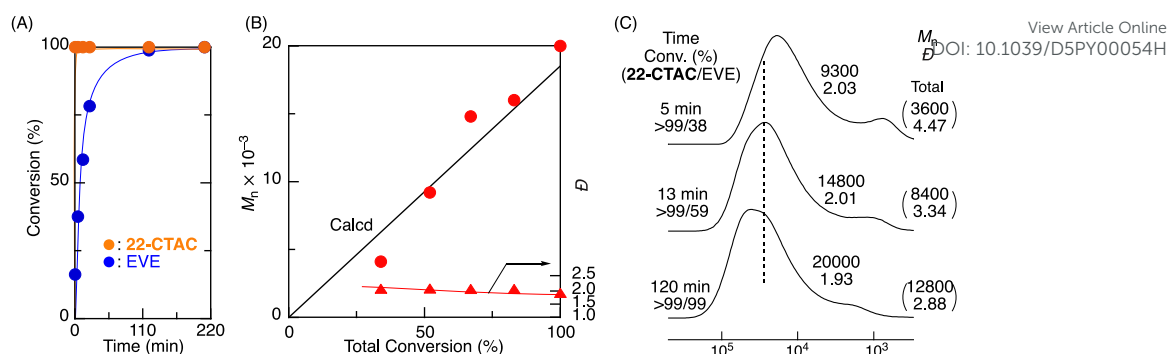 (A)
100
50
0
Conversion (%)
: 22-CTAC
: EVE
0
110
220
Time (min)
(B)
20
10
0
Mn × 10⁻³
Calcd
Đ
2.5
2.0
1.0
0
50
100
Total Conversion (%)
(C)
View Article Online
DOI: 10.1039/D5PY00054H
Time
Conv. (%)
(22-CTAC/EVE)
Mn
Đ
Total
5 min
>99/38
9300
2.03
(3600
4.47)
13 min
>99/59
14800
2.01
(8400
3.34)
120 min
>99/99
20000
1.93
(12800
2.88)
10⁵
10⁴
10³